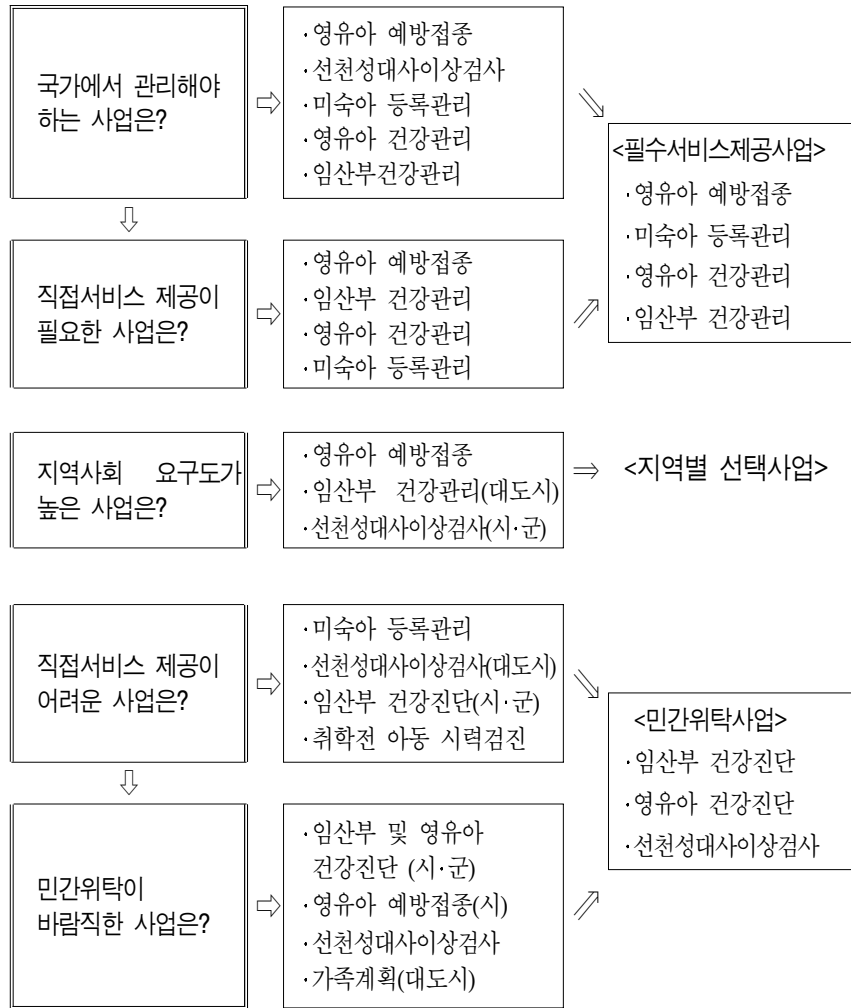 국가에서 관리해야
하는 사업은?
⇨
·영유아 예방접종
·선천성대사이상검사
·미숙아 등록관리
·영유아 건강관리
·임산부건강관리
⇩
직접서비스 제공이
필요한 사업은?
⇨
·영유아 예방접종
·임산부 건강관리
·영유아 건강관리
·미숙아 등록관리
<필수서비스제공사업>
·영유아 예방접종
·미숙아 등록관리
·영유아 건강관리
·임산부 건강관리
지역사회 요구도가
높은 사업은?
⇨
·영유아 예방접종
·임산부 건강관리(대도시)
·선천성대사이상검사(시·군)
⇒
<지역별 선택사업>
직접서비스 제공이
어려운 사업은?
⇨
·미숙아 등록관리
·선천성대사이상검사(대도시)
·임산부 건강진단(시·군)
·취학전 아동 시력검진
⇩
민간위탁이
바람직한 사업은?
⇨
·임산부 및 영유아
건강진단 (시·군)
·영유아 예방접종(시)
·선천성대사이상검사
·가족계획(대도시)
<민간위탁사업>
·임산부 건강진단
·영유아 건강진단
·선천성대사이상검사